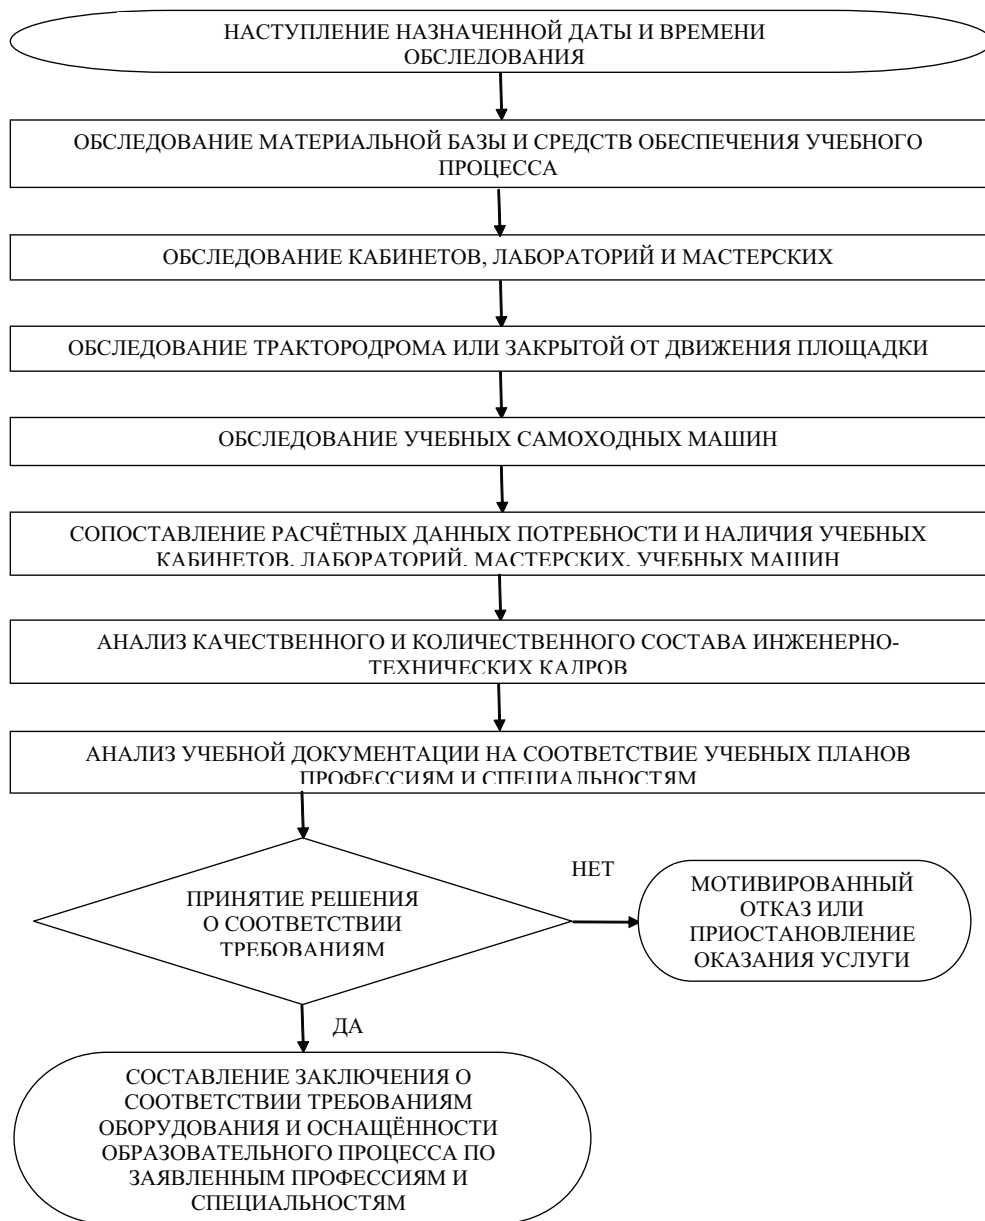 НАСТУПЛЕНИЕ НАЗНАЧЕННОЙ ДАТЫ И ВРЕМЕНИ
ОБСЛЕДОВАНИЯ
ОБСЛЕДОВАНИЕ МАТЕРИАЛЬНОЙ БАЗЫ И СРЕДСТВ ОБЕСПЕЧЕНИЯ УЧЕБНОГО
ПРОЦЕССА
ОБСЛЕДОВАНИЕ КАБИНЕТОВ, ЛАБОРАТОРИЙ И МАСТЕРСКИХ
ОБСЛЕДОВАНИЕ ТРАКТОРОДРОМА ИЛИ ЗАКРЫТОЙ ОТ ДВИЖЕНИЯ ПЛОЩАДКИ
ОБСЛЕДОВАНИЕ УЧЕБНЫХ САМОХОДНЫХ МАШИН
СОПОСТАВЛЕНИЕ РАСЧЁТНЫХ ДАННЫХ ПОТРЕБНОСТИ И НАЛИЧИЯ УЧЕБНЫХ
КАБИНЕТОВ, ЛАБОРАТОРИЙ, МАСТЕРСКИХ, УЧЕБНЫХ МАШИН
АНАЛИЗ КАЧЕСТВЕННОГО И КОЛИЧЕСТВЕННОГО СОСТАВА ИНЖЕНЕРНО-
ТЕХНИЧЕСКИХ КАДРОВ
АНАЛИЗ УЧЕБНОЙ ДОКУМЕНТАЦИИ НА СООТВЕТСТВИЕ УЧЕБНЫХ ПЛАНОВ
ПРОФЕССИЯМ И СПЕЦИАЛЬНОСТЯМ
ПРИНЯТИЕ РЕШЕНИЯ
О СООТВЕТСТВИИ
ТРЕБОВАНИЯМ
НЕТ
МОТИВИРОВАННЫЙ
ОТКАЗ ИЛИ
ПРИОСТАНОВЛЕНИЕ
ОКАЗАНИЯ УСЛУГИ
ДА
СОСТАВЛЕНИЕ ЗАКЛЮЧЕНИЯ О
СООТВЕТСТВИИ ТРЕБОВАНИЯМ
ОБОРУДОВАНИЯ И ОСНАЩЁННОСТИ
ОБРАЗОВАТЕЛЬНОГО ПРОЦЕССА ПО
ЗАЯВЛЕННЫМ ПРОФЕССИЯМ И
СПЕЦИАЛЬНОСТЯМ